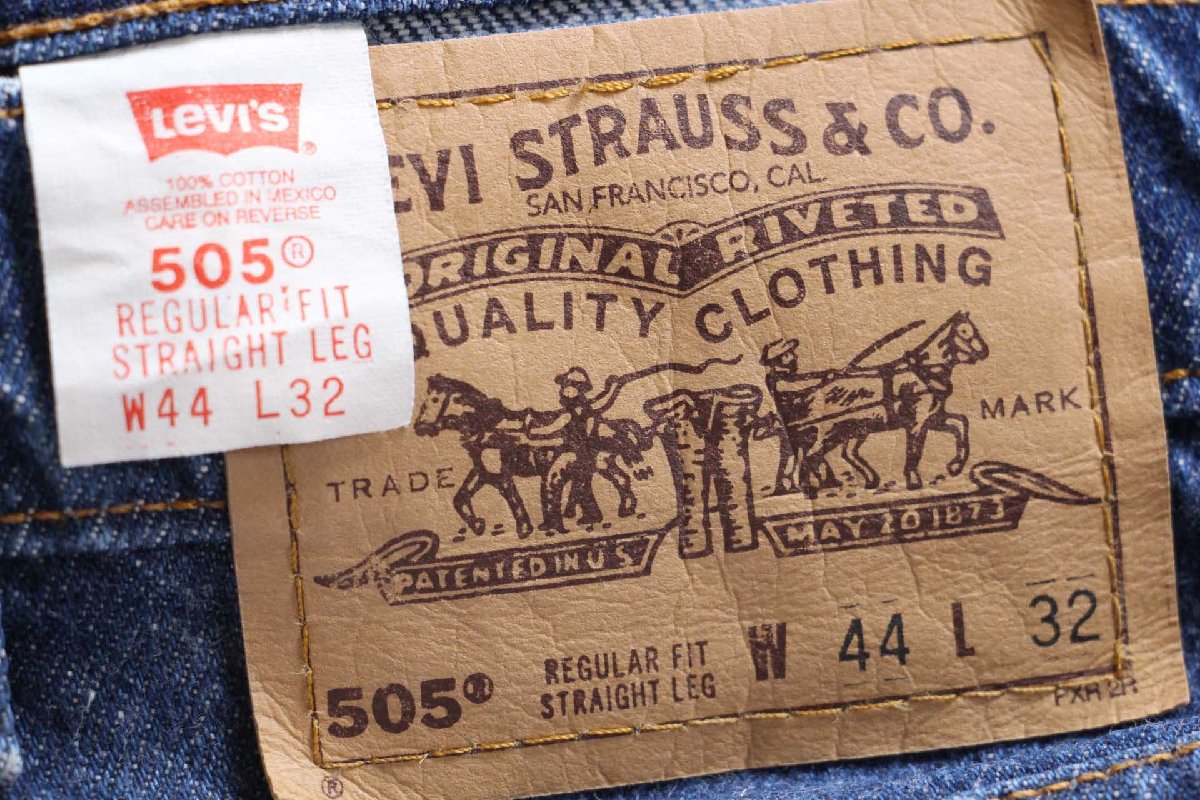 LEVI'S®
100% COTTON
ASSEMBLED IN MEXICO
CARE ON REVERSE
505®
REGULAR FIT
STRAIGHT LEG
W44 L32
EVI STRAUSS & CO.
SAN FRANCISCO, CAL.
ORIGINAL RIVETED
QUALITY CLOTHING
TRADE MARK
PATENTED IN U.S.
MAY 20 1873
505® REGULAR FIT W 44 L 32
STRAIGHT LEG
®